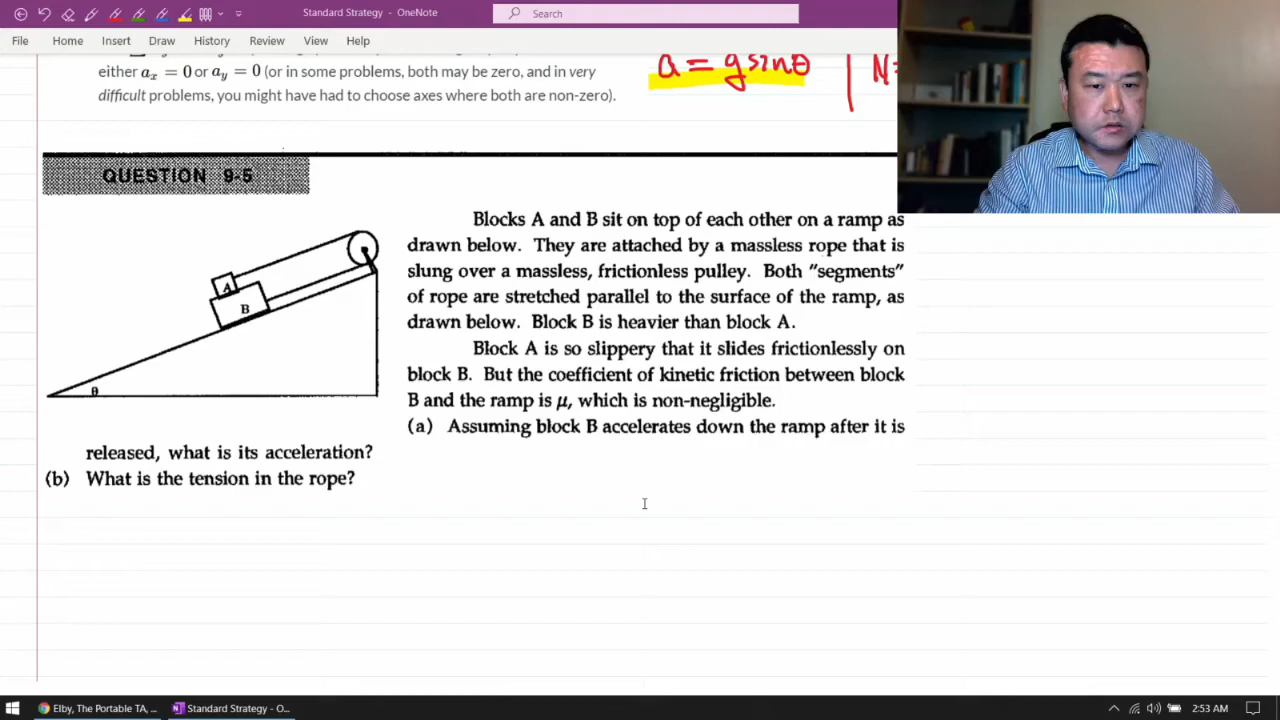 Standard Strategy - OneNote
Search
File Home Insert Draw History Review View Help
either aₓ = 0 or aᵧ = 0 (or in some problems, both may be zero, and in very
difficult problems, you might have had to choose axes where both are non-zero).
a = g sinθ | N=
QUESTION 9-5
Blocks A and B sit on top of each other on a ramp as
drawn below. They are attached by a massless rope that is
slung over a massless, frictionless pulley. Both "segments"
of rope are stretched parallel to the surface of the ramp, as
drawn below. Block B is heavier than block A.
Block A is so slippery that it slides frictionlessly on
block B. But the coefficient of kinetic friction between block
B and the ramp is μ, which is non-negligible.
(a) Assuming block B accelerates down the ramp after it is
released, what is its acceleration?
(b) What is the tension in the rope?
A
B
θ
Elby, The Portable TA, ...
Standard Strategy - O...
2:53 AM